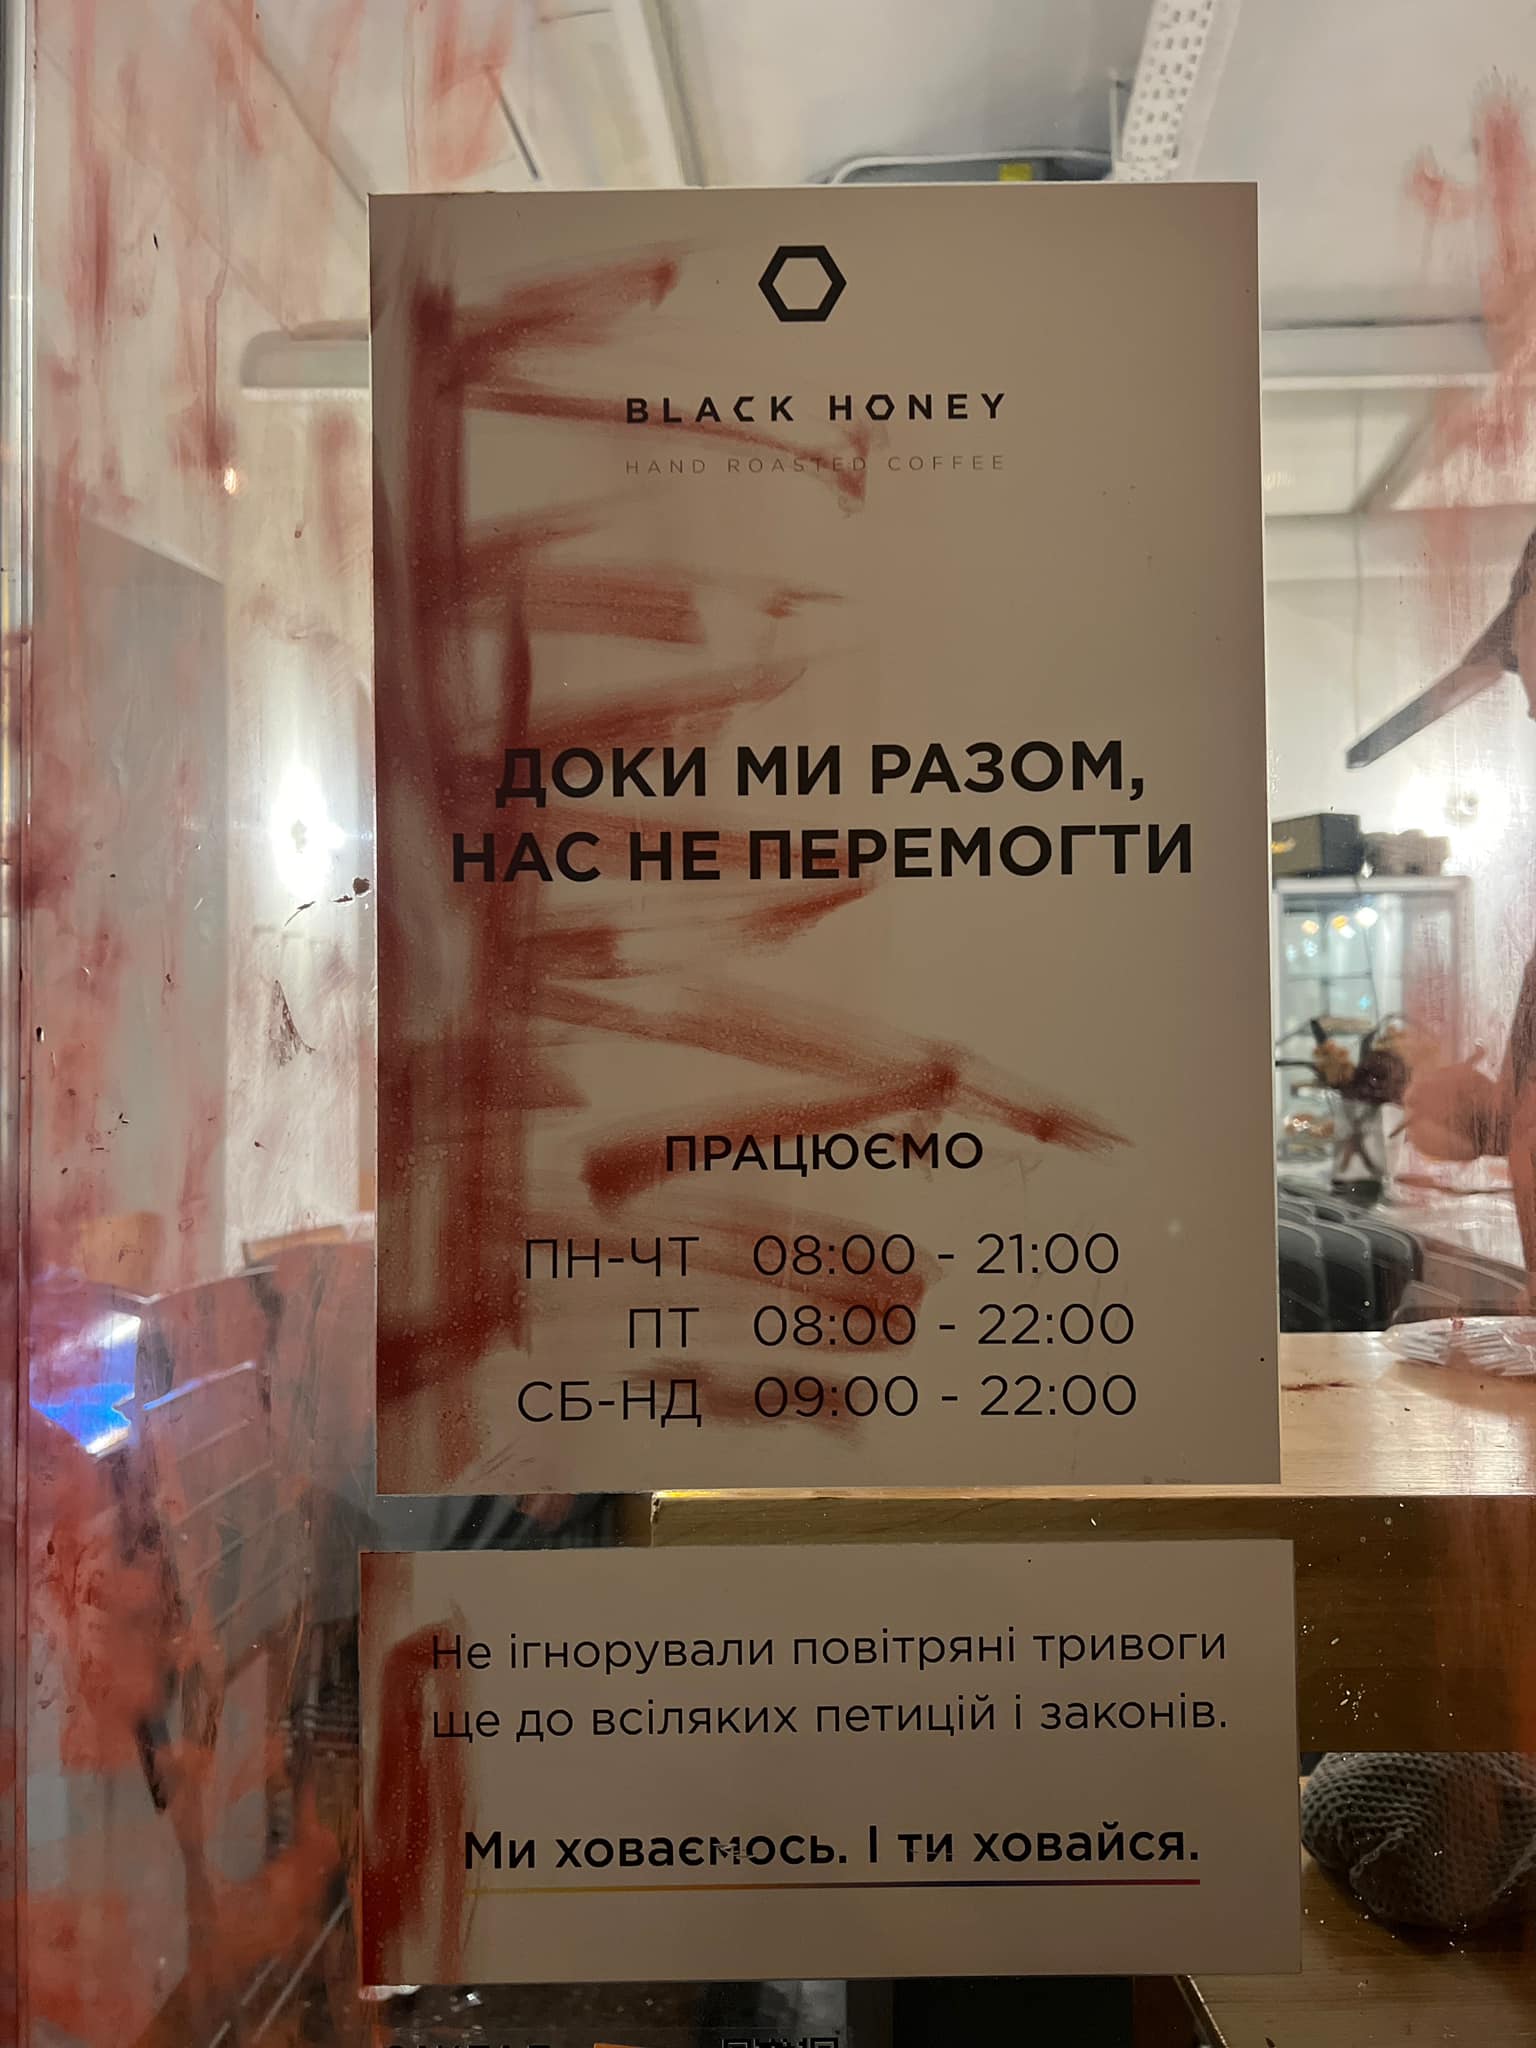 BLACK HONEY
HAND ROASTED COFFEE
ДОКИ МИ РАЗОМ,
НАС НЕ ПЕРЕМОГТИ
ПРАЦЮЄМО
ПН-ЧТ 08:00 - 21:00
ПТ 08:00 - 22:00
СБ-НД 09:00 - 22:00
Не ігнорували повітряні тривоги
ще до всіляких петицій і законів.
Ми ховаємось. І ти ховайся.